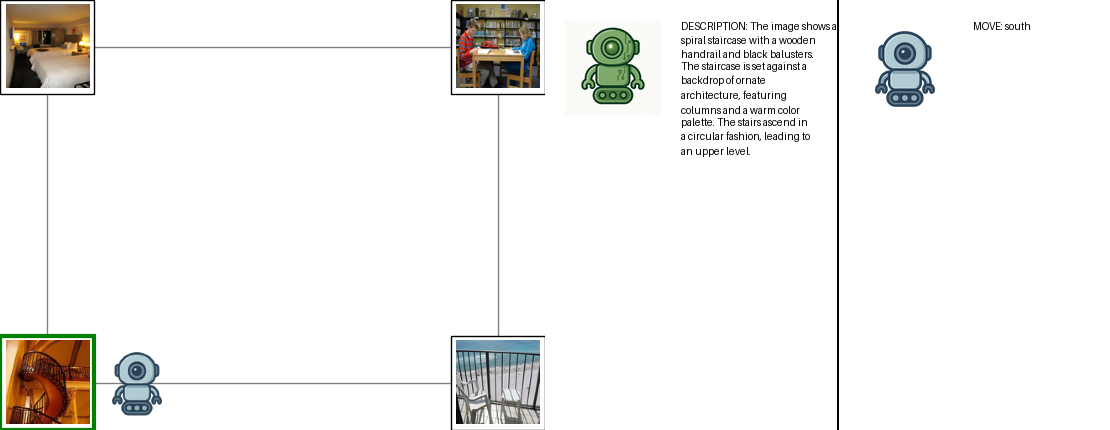 DESCRIPTION: The image shows a
spiral staircase with a wooden
handrail and black balusters.
The staircase is set against a
backdrop of ornate
architecture, featuring
columns and a warm color
palette. The stairs ascend in
a circular fashion, leading to
an upper level.
MOVE: south